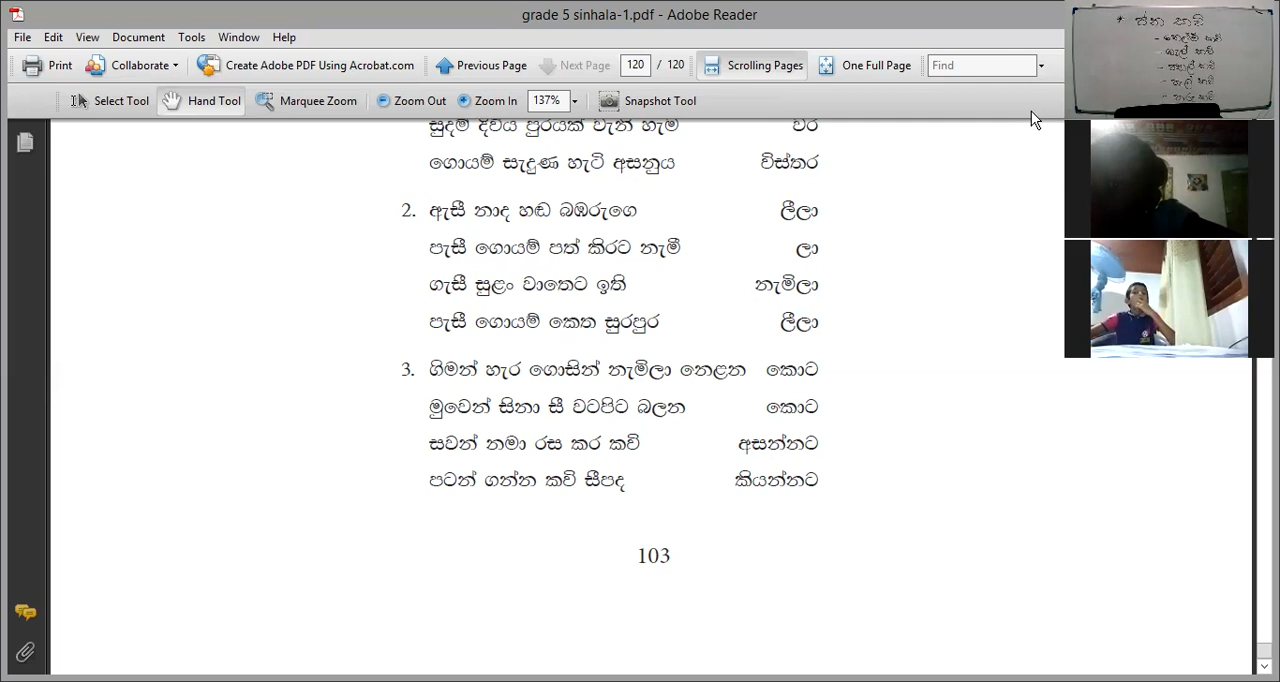 grade 5 sinhala-1.pdf - Adobe Reader
File Edit View Document Tools Window Help
Print Collaborate Create Adobe PDF Using Acrobat.com Previous Page Next Page 120 / 120 Scrolling Pages One Full Page Find
Select Tool Hand Tool Marquee Zoom Zoom Out Zoom In 137% Snapshot Tool
සුදම් දිව්ය පුරයක් වැනි හැම වර
ගොයම් සැදුණ හැටි අසනුය විස්තර
2. ඇසී නාද හඬ බඹරුගෙ ලීලා
පැසී ගොයම් පත් කිරට නැමී ලා
ගැසී සුළං වාතෙට ඉති නැමිලා
පැසී ගොයම් කෙත සුරපුර ලීලා
3. ගිමන් හැර ගොසින් නැමිලා නෙළන කොට
මුවෙන් සිනා සී වටපිට බලන කොට
සවන් නමා රස කර කවි අසන්නට
පටන් ගන්න කවි සීපද කියන්නට
103